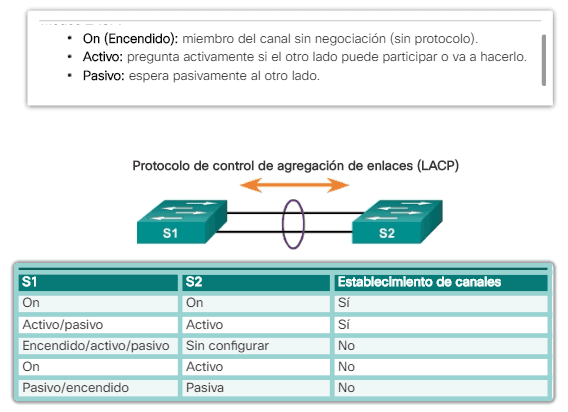 On (Encendido): miembro del canal sin negociación (sin protocolo).
Activo: pregunta activamente si el otro lado puede participar o va a hacerlo.
Pasivo: espera pasivamente al otro lado.
Protocolo de control de agregación de enlaces (LACP)
S1 S2
S1 S2 Establecimiento de canales
On On Sí
Activo/pasivo Activo Sí
Encendido/activo/pasivo Sin configurar No
On Activo No
Pasivo/encendido Pasiva No